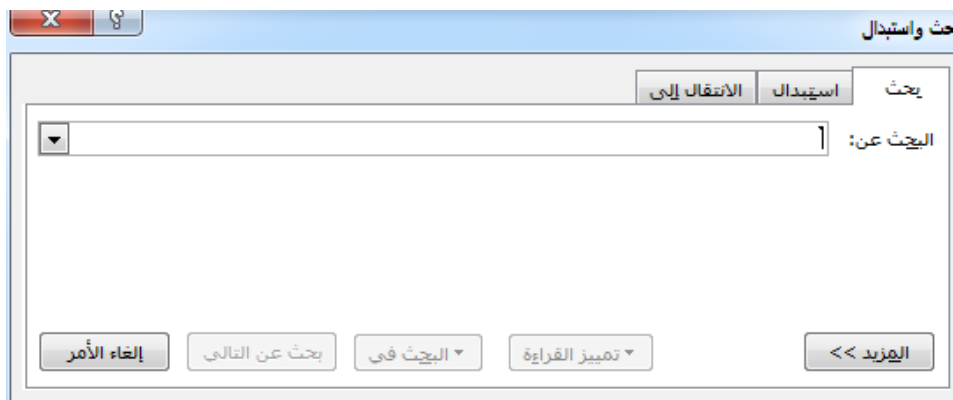 حث واستبدال
بحث استبدال الانتقال إلى
البحث عن:
المزيد >> تمييز القراءة البحث في بحث عن التالي إلغاء الأمر